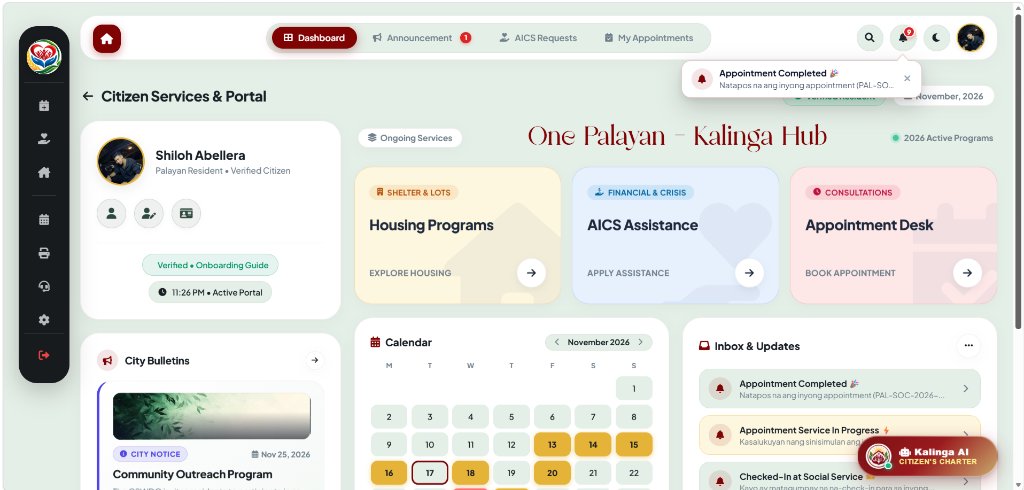 Dashboard
Announcement 1
AICS Requests
My Appointments
9
Appointment Completed 🎉
Natapos na ang inyong appointment (PAL-SO...
Citizen Services & Portal
November, 2026
Shiloh Abellera
Palayan Resident • Verified Citizen
Verified • Onboarding Guide
11:26 PM • Active Portal
Ongoing Services
One Palayan - Kalinga Hub
2026 Active Programs
SHELTER & LOTS
Housing Programs
EXPLORE HOUSING
FINANCIAL & CRISIS
AICS Assistance
APPLY ASSISTANCE
CONSULTATIONS
Appointment Desk
BOOK APPOINTMENT
City Bulletins
CITY NOTICE
Nov 25, 2026
Community Outreach Program
Calendar
November 2026
M T W T F S S
1
2 3 4 5 6 7 8
9 10 11 12 13 14 15
16 17 18 19 20 21 22
Inbox & Updates
Appointment Completed 🎉
Natapos na ang inyong appointment (PAL-SOC-2026-...
Appointment Service In Progress ⚡
Kasalukuyan nang sinisimulan ang
Checked-In at Social Service
Kalinga AI
CITIZEN'S CHARTER